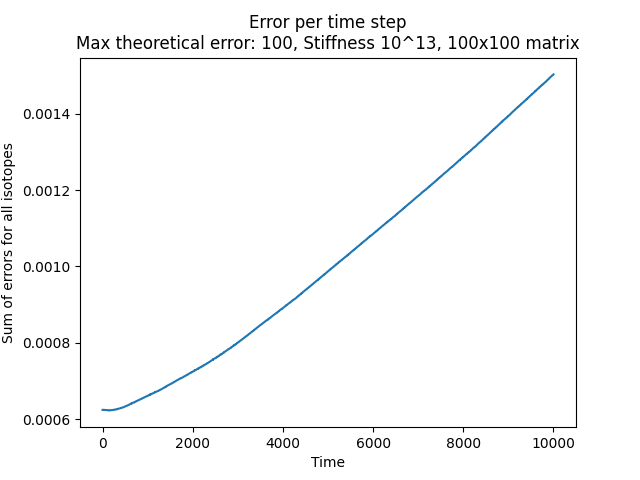 Error per time step
Max theoretical error: 100, Stiffness 10^13, 100x100 matrix
Sum of errors for all isotopes
0.0014
0.0012
0.0010
0.0008
0.0006
0
2000
4000
6000
8000
10000
Time